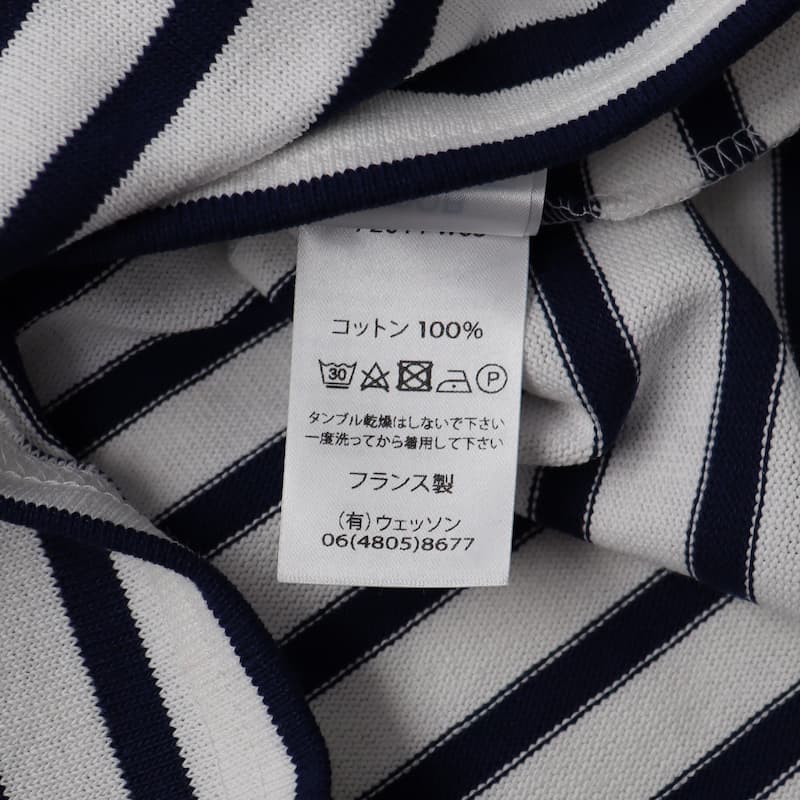 コットン 100%
30 P
タンブル乾燥はしないで下さい
一度洗ってから着用して下さい
フランス製
(有)ウェッソン
06(4805)8677